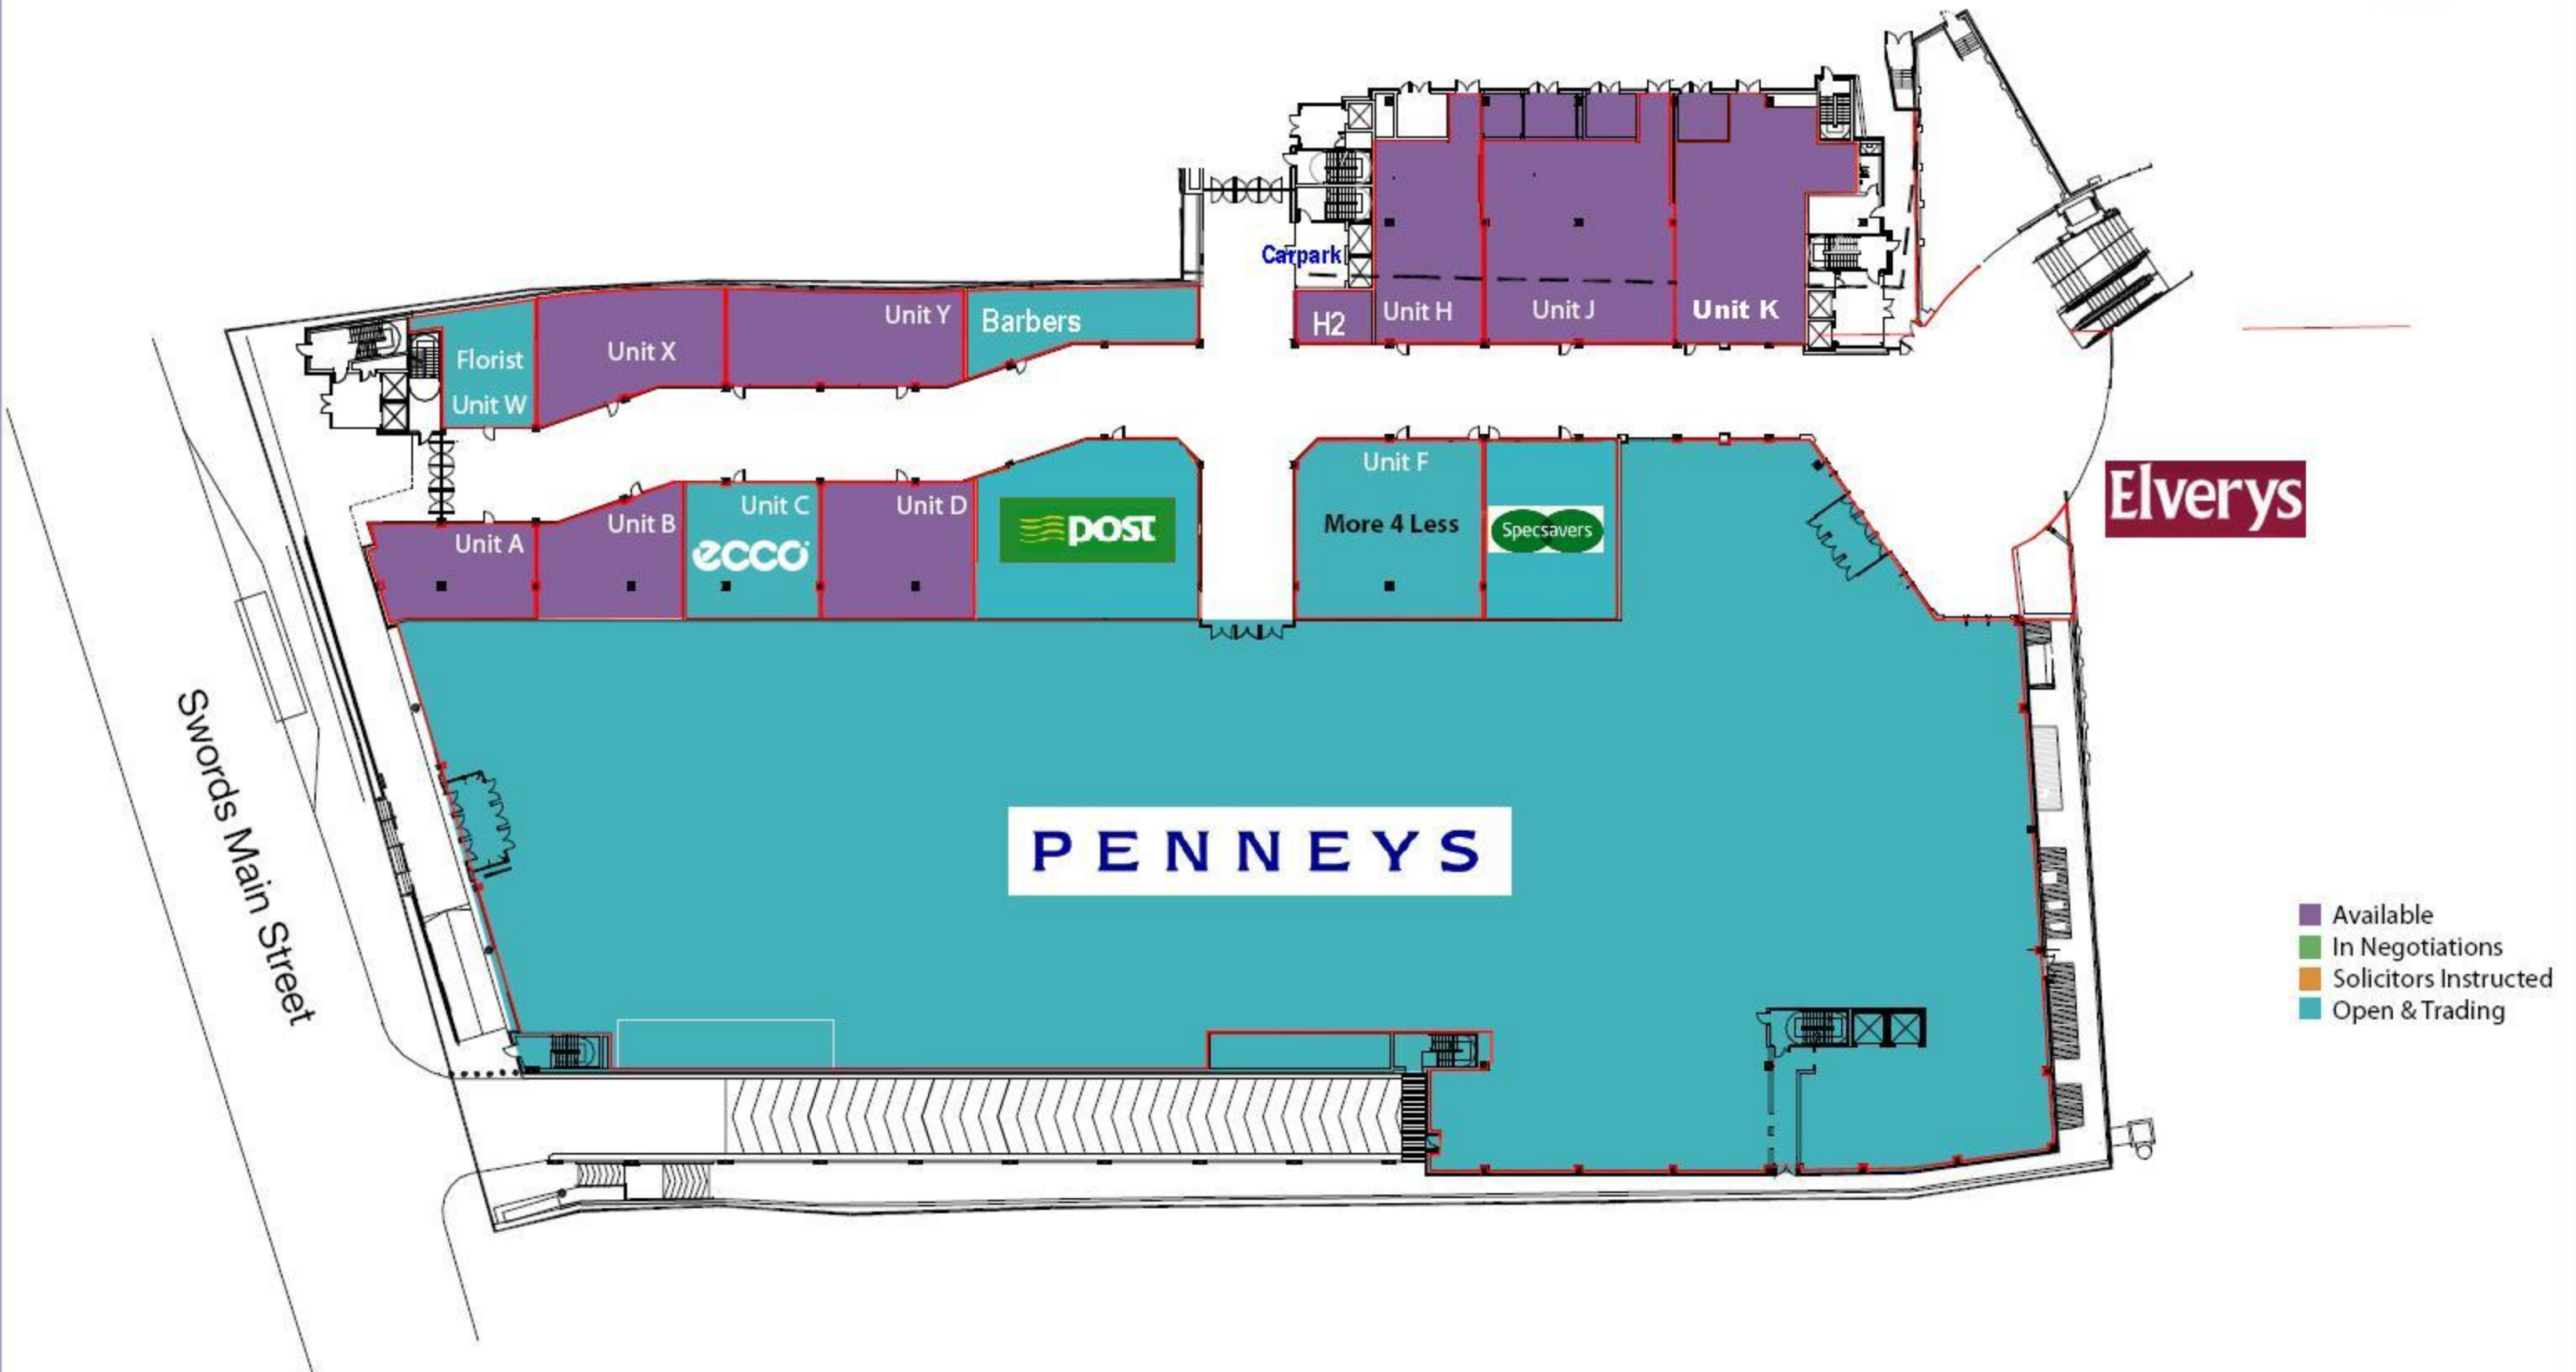 Carpark
Florist
Unit W
Unit X
Unit Y
Barbers
H2
Unit H
Unit J
Unit K
Unit A
Unit B
Unit C
ecco
Unit D
post
Unit F
More 4 Less
Specsavers
Elverys
Swords Main Street
PENNEYS
Available
In Negotiations
Solicitors Instructed
Open & Trading